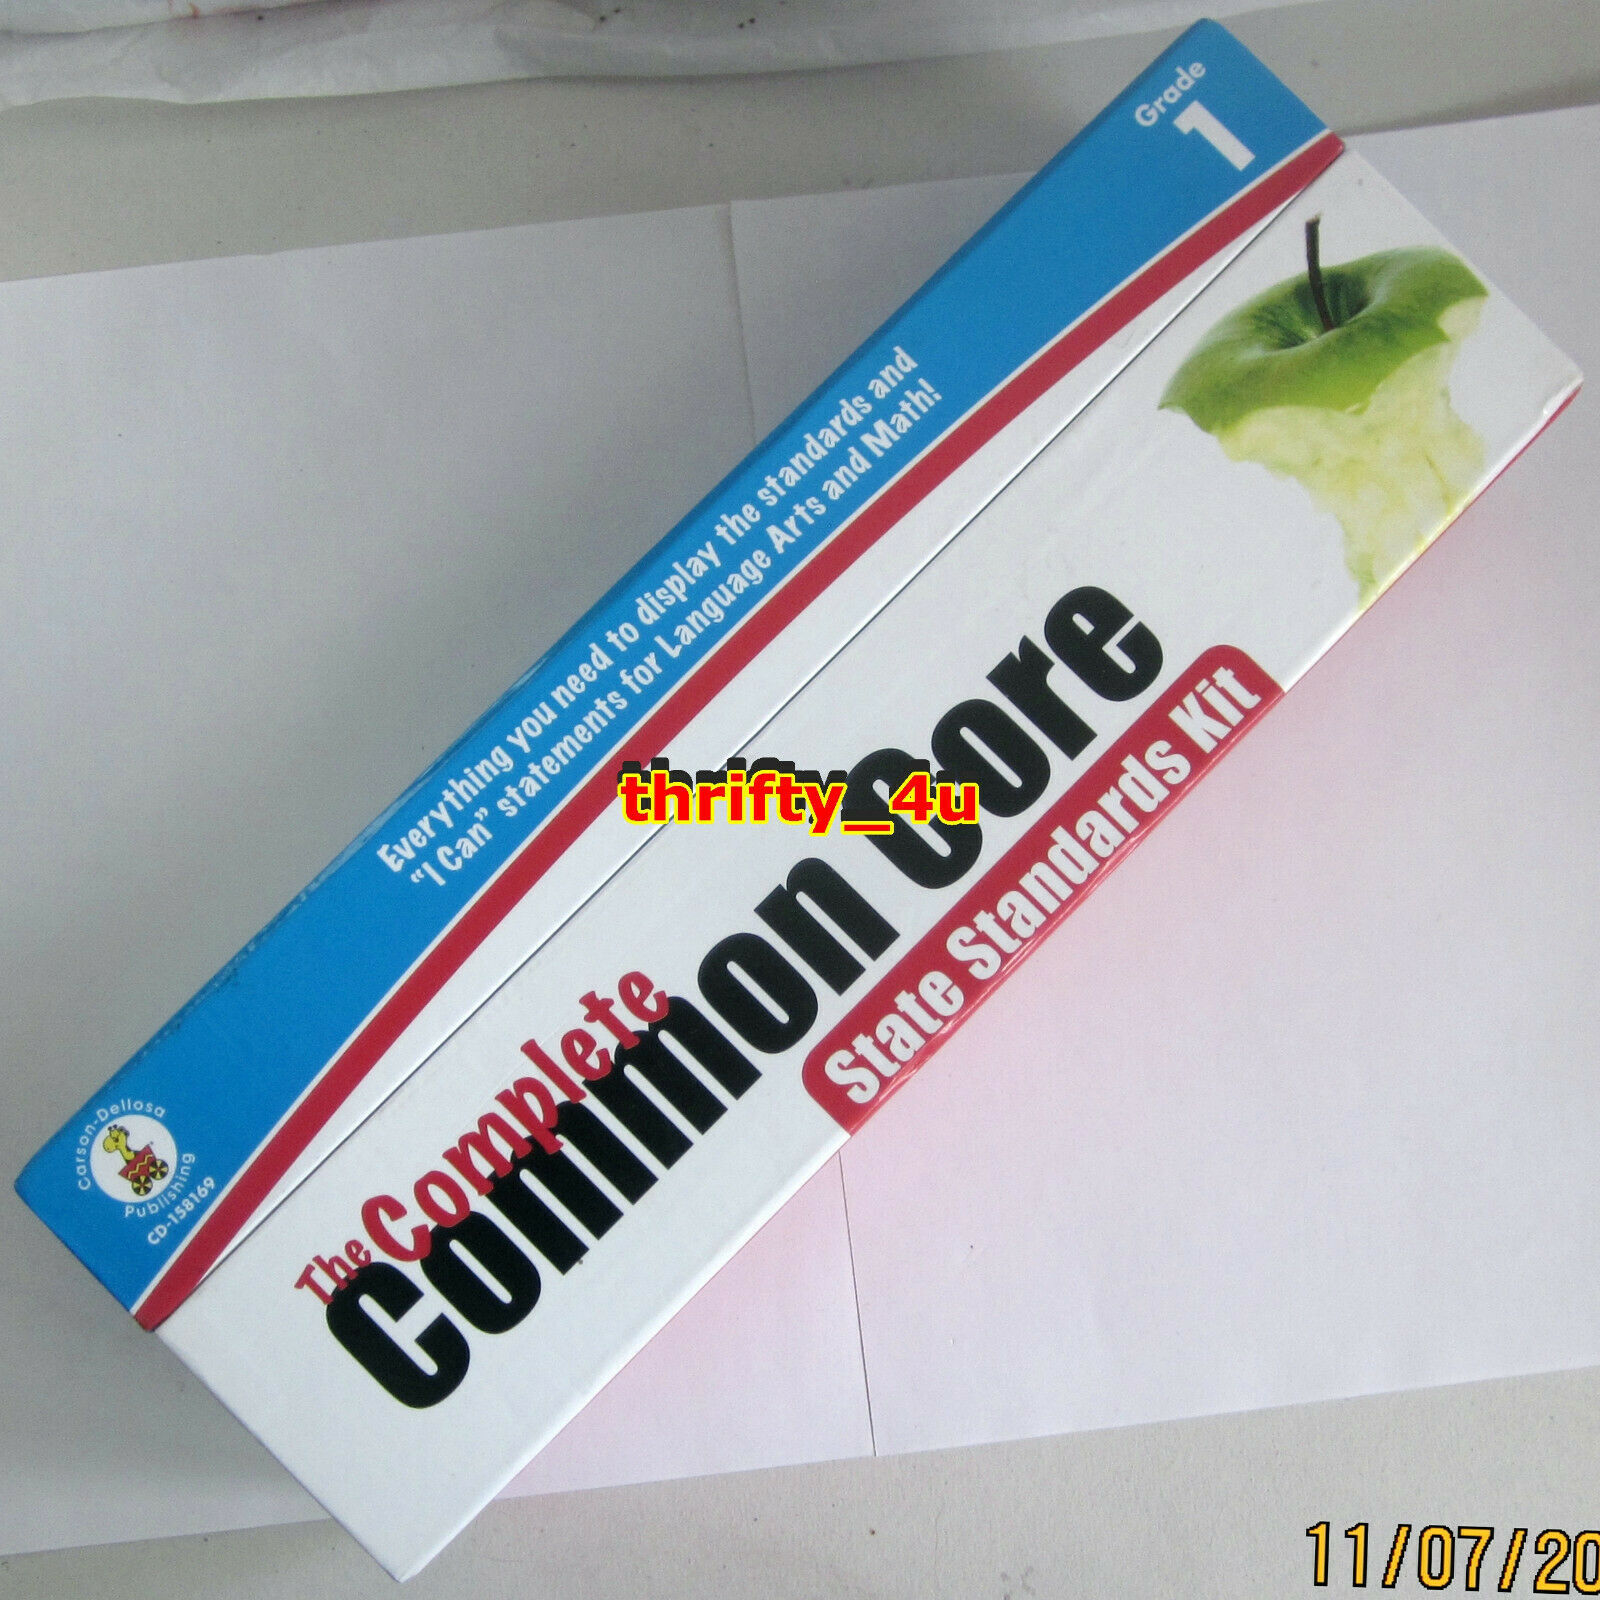 Grade
1
Everything you need to display the standards and
"I Can" statements for Language Arts and Math!
thrifty_4u
The Complete
Common Core
State Standards Kit
Carson-Dellosa
Publishing
CD-158169
11/07/20